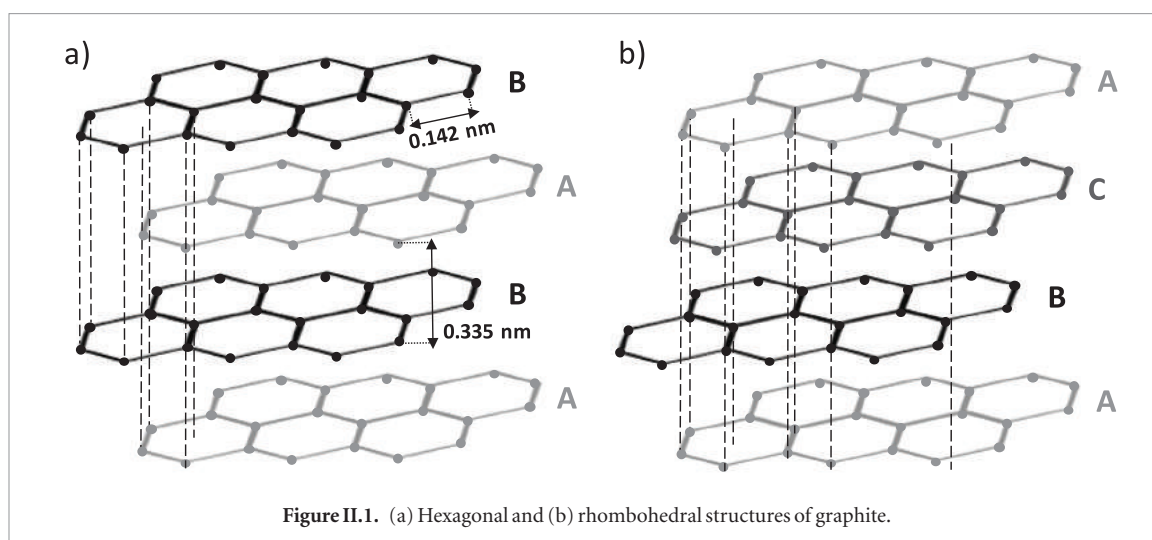 a)
B
0.142 nm
A
B
0.335 nm
A
b)
A
C
B
A
Figure II.1. (a) Hexagonal and (b) rhombohedral structures of graphite.